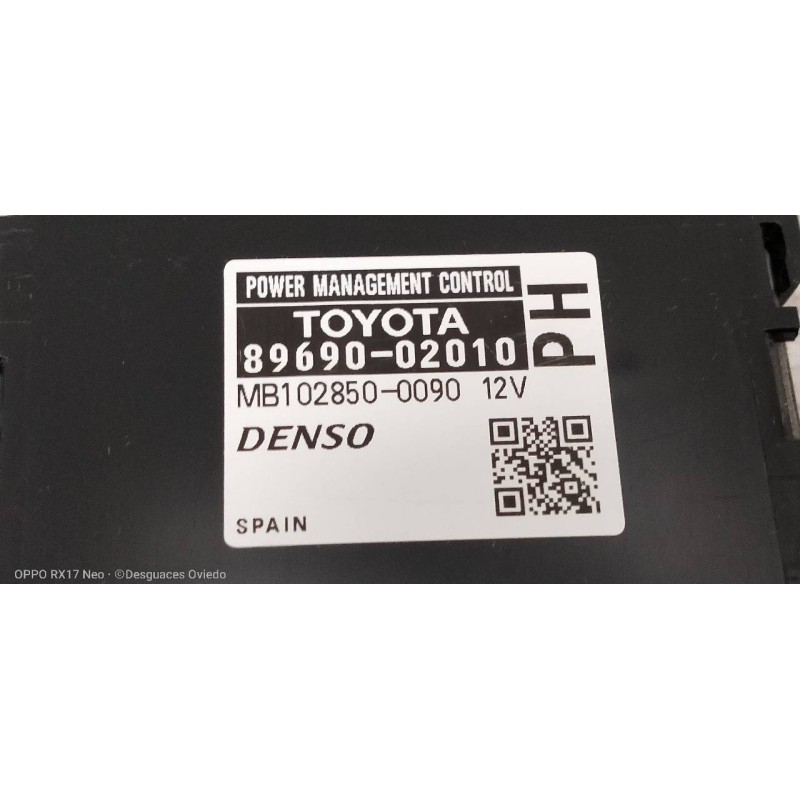 POWER MANAGEMENT CONTROL
TOYOTA
89690-02010
PH
MB102850-0090 12V
DENSO
SPAIN
OPPO RX17 Neo · ©Desguaces Oviedo